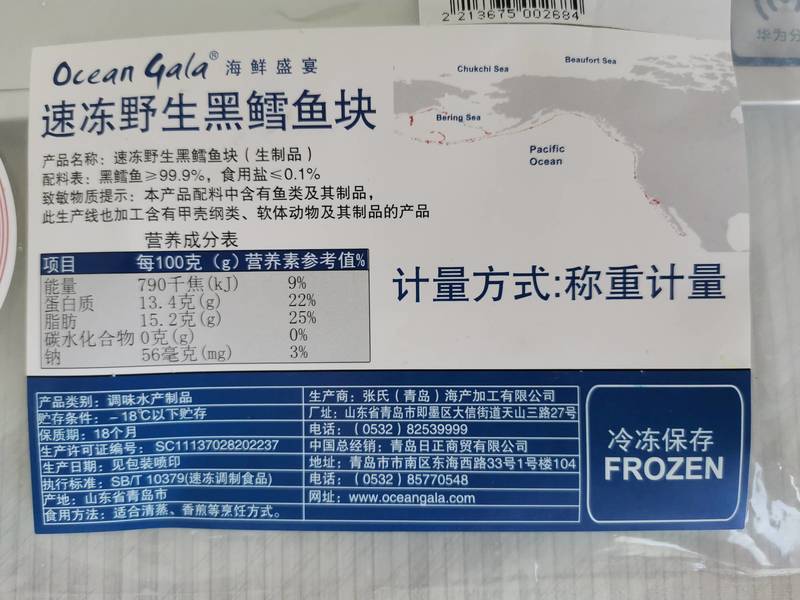 2 213675 002684
华为分
Ocean Gala® 海鲜盛宴
速冻野生黑鳕鱼块
Chukchi Sea
Beaufort Sea
Bering Sea
Pacific
Ocean
产品名称：速冻野生黑鳕鱼块（生制品）
配料表：黑鳕鱼≥99.9%，食用盐≤0.1%
致敏物质提示：本产品配料中含有鱼类及其制品，
此生产线也加工含有甲壳纲类、软体动物及其制品的产品
营养成分表
项目 每100克（g）营养素参考值%
能量 790千焦(kJ) 9%
蛋白质 13.4克(g) 22%
脂肪 15.2克(g) 25%
碳水化合物 0克(g) 0%
钠 56毫克(mg) 3%
计量方式:称重计量
产品类别：调味水产制品
贮存条件：－18℃以下贮存
保质期：18个月
生产许可证编号：SC11137028202237
生产日期：见包装喷印
执行标准：SB/T 10379(速冻调制食品)
产地：山东省青岛市
食用方法：适合清蒸、香煎等烹饪方式。
生产商：张氏（青岛）海产加工有限公司
厂址：山东省青岛市即墨区大信街道天山三路27号
电话：（0532）82539999
中国总经销：青岛日正商贸有限公司
地址：青岛市市南区东海西路33号1号楼104
电话：（0532）85770548
网址：www.oceangala.com
冷冻保存
FROZEN